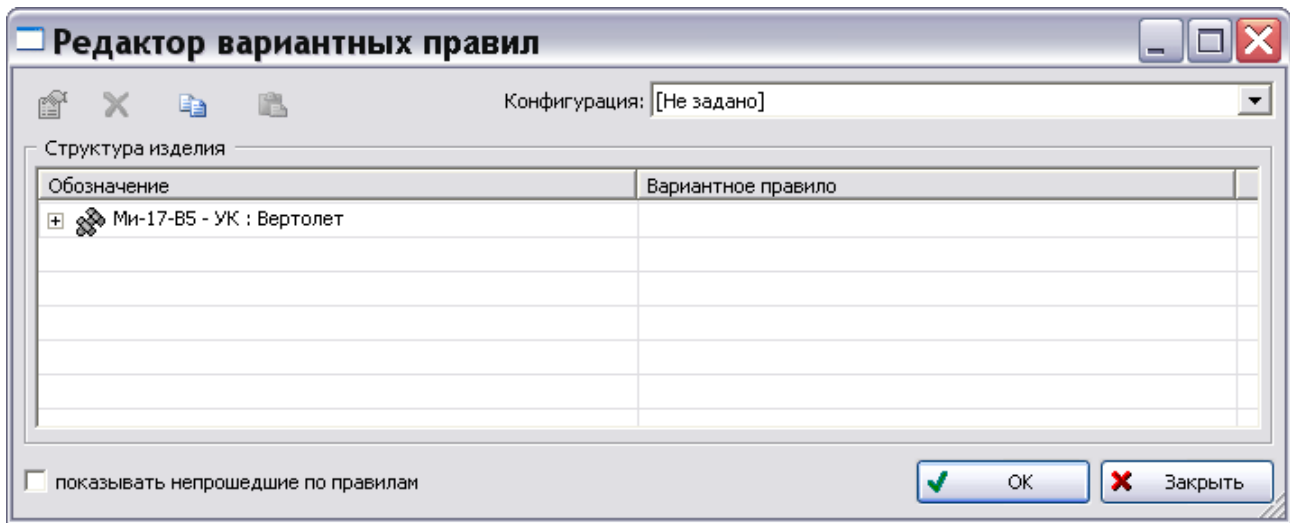 Редактор вариантных правил
Конфигурация: [Не задано]
Структура изделия
Обозначение Вариантное правило
Ми-17-В5 - УК : Вертолет
показывать непрошедшие по правилам OK Закрыть